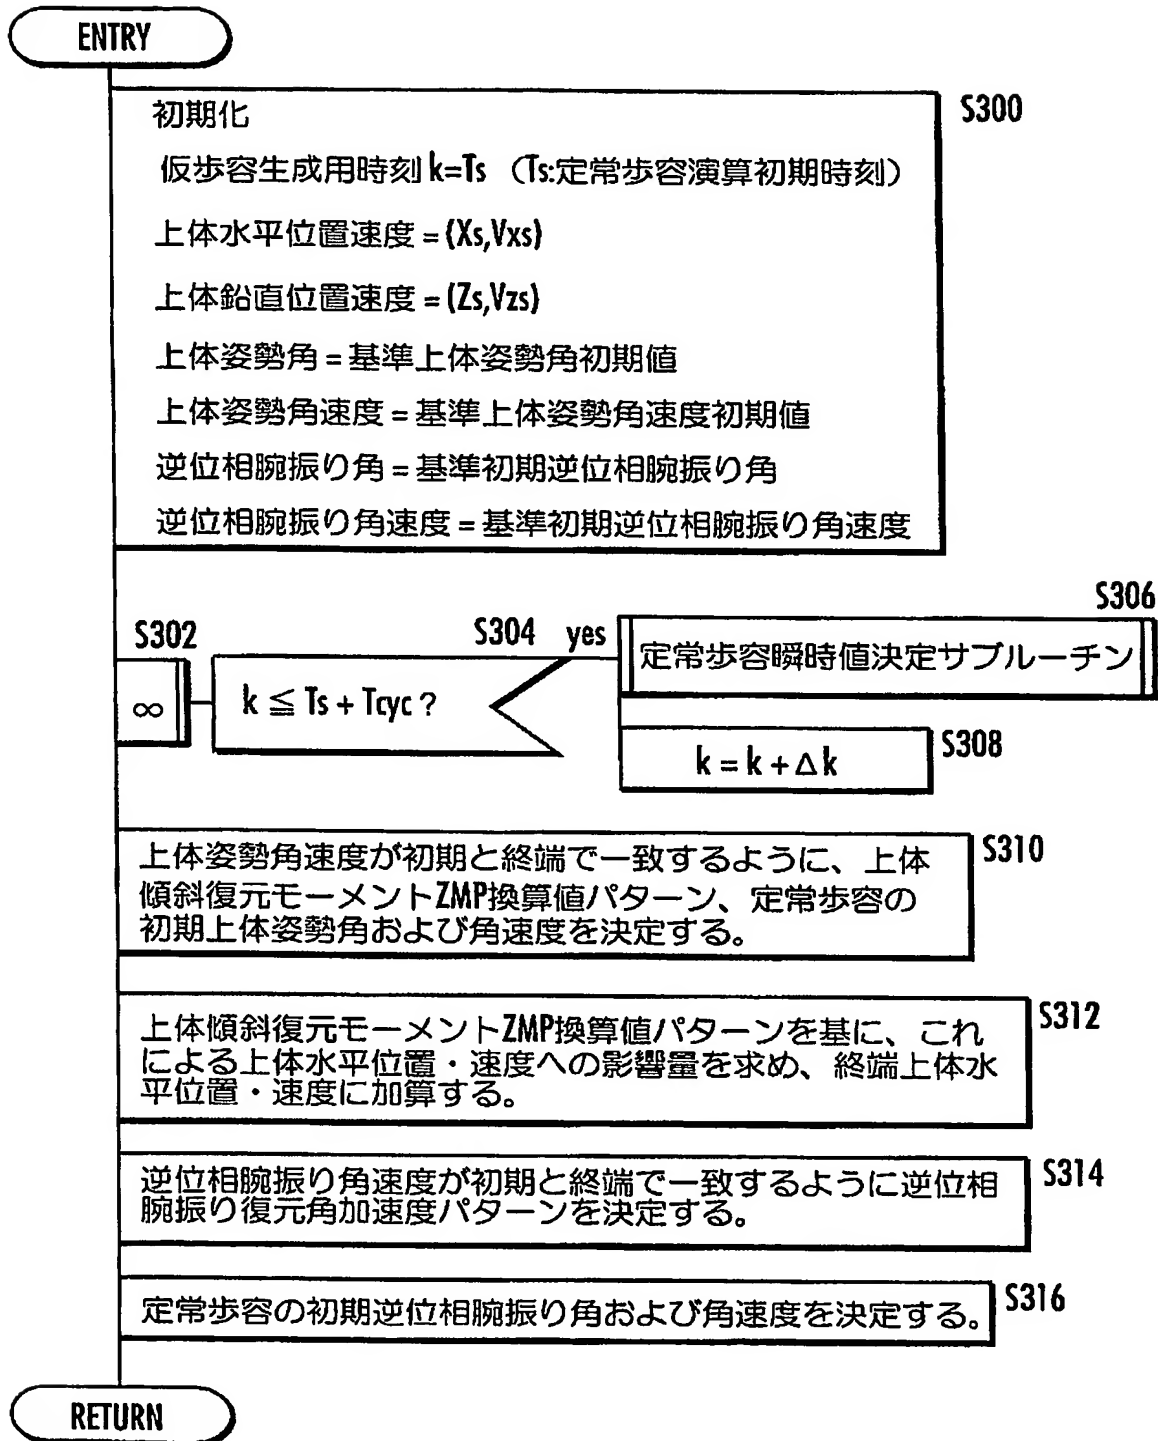 ENTRY
S300
初期化
仮歩容生成用時刻 k=Ts （Ts:定常歩容演算初期時刻）
上体水平位置速度 = (Xs,Vxs)
上体鉛直位置速度 = (Zs,Vzs)
上体姿勢角 = 基準上体姿勢角初期値
上体姿勢角速度 = 基準上体姿勢角速度初期値
逆位相腕振り角 = 基準初期逆位相腕振り角
逆位相腕振り角速度 = 基準初期逆位相腕振り角速度
S302
∞
S304
k ≦ Ts + Tcyc ?
yes
S306
定常歩容瞬時値決定サブルーチン
S308
k = k + Δ k
S310
上体姿勢角速度が初期と終端で一致するように、上体
傾斜復元モーメントZMP換算値パターン、定常歩容の
初期上体姿勢角および角速度を決定する。
S312
上体傾斜復元モーメントZMP換算値パターンを基に、これ
による上体水平位置・速度への影響量を求め、終端上体水
平位置・速度に加算する。
S314
逆位相腕振り角速度が初期と終端で一致するように逆位相
腕振り復元角加速度パターンを決定する。
S316
定常歩容の初期逆位相腕振り角および角速度を決定する。
RETURN